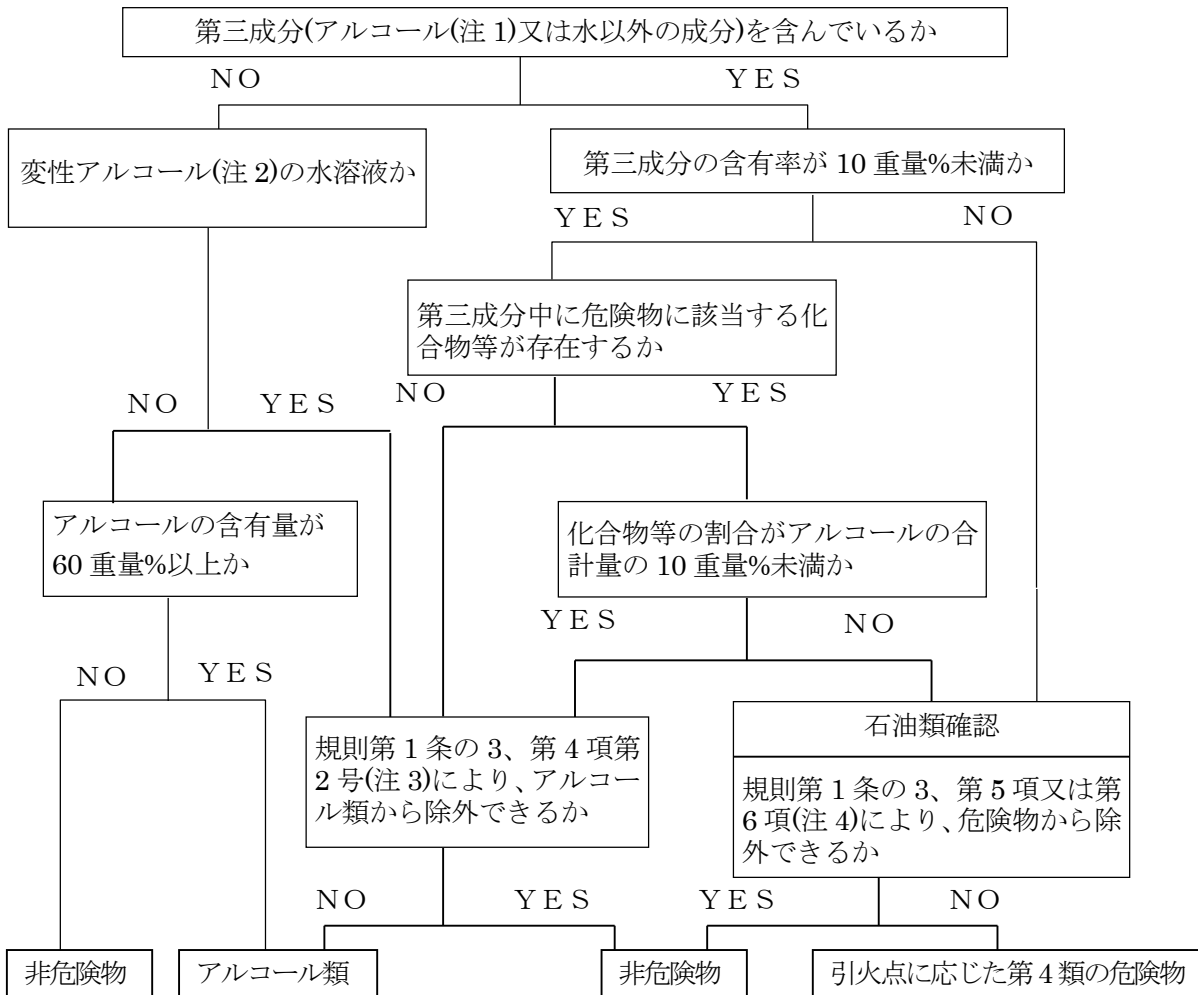 第三成分(アルコール(注 1)又は水以外の成分)を含んでいるか
ＮＯ
ＹＥＳ
変性アルコール(注 2)の水溶液か
第三成分の含有率が 10 重量%未満か
ＹＥＳ
ＮＯ
第三成分中に危険物に該当する化
合物等が存在するか
ＮＯ
ＹＥＳ
ＮＯ
ＹＥＳ
アルコールの含有量が
60 重量%以上か
化合物等の割合がアルコールの合
計量の 10 重量%未満か
ＹＥＳ
ＮＯ
ＮＯ
ＹＥＳ
規則第 1 条の 3、第 4 項第
2 号(注 3)により、アルコー
ル類から除外できるか
石油類確認
規則第 1 条の 3、第 5 項又は第
6 項(注 4)により、危険物から除
外できるか
ＮＯ
ＹＥＳ
ＹＥＳ
ＮＯ
非危険物
アルコール類
非危険物
引火点に応じた第 4 類の危険物